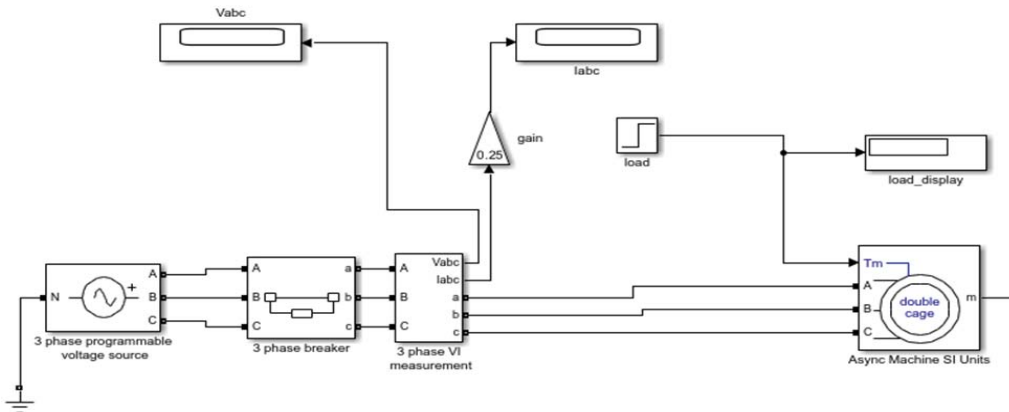 Vabc
Iabc
gain
0.25
load
load_display
Vabc
Iabc
N
A
B
C
A
B
C
a
b
c
A
B
C
a
b
c
Tm
A
B
C
m
double
cage
3 phase programmable
voltage source
3 phase breaker
3 phase VI
measurement
Async Machine SI Units